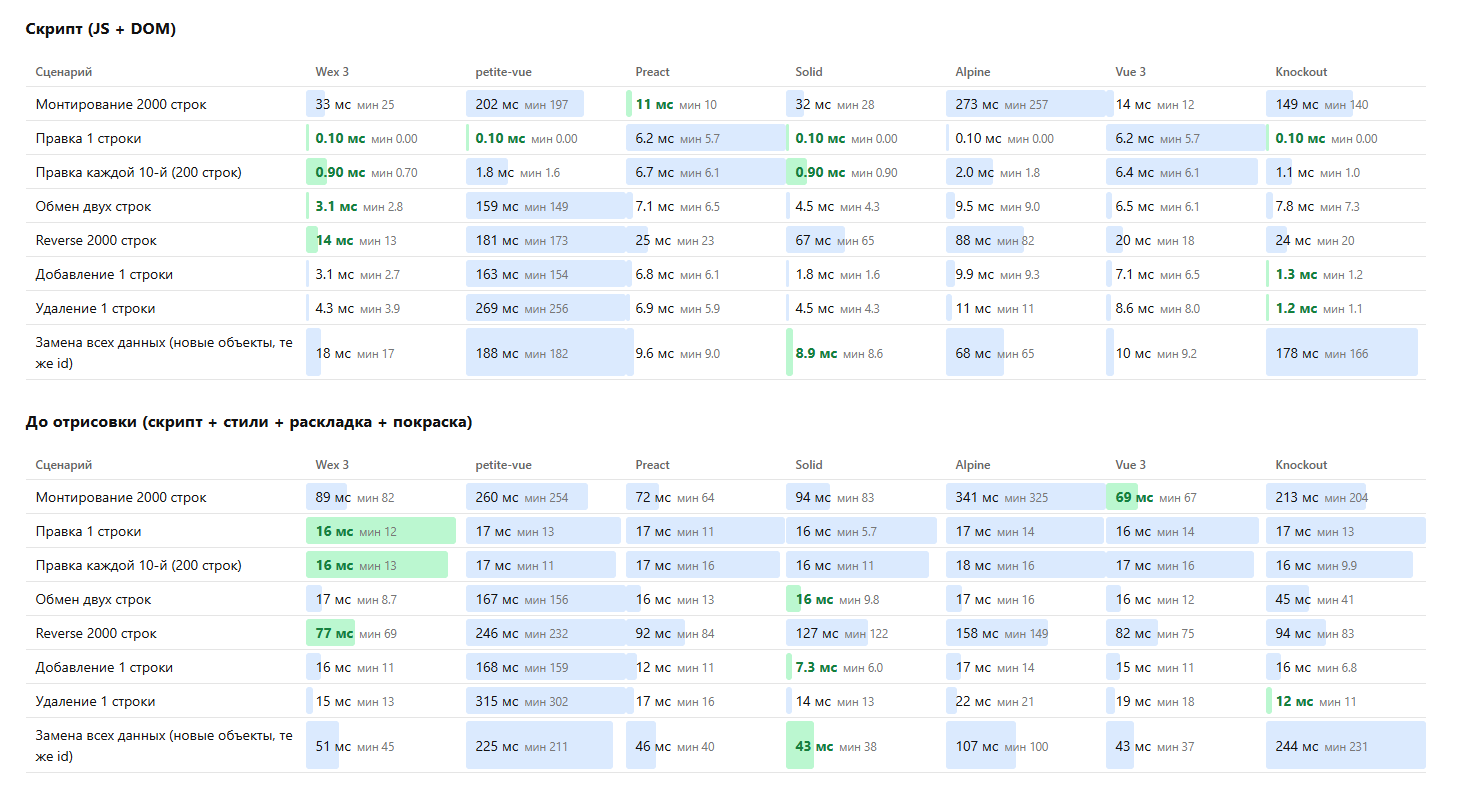 Скрипт (JS + DOM)
Сценарий Wex 3 petite-vue Preact Solid Alpine Vue 3 Knockout
Монтирование 2000 строк 33 мс мин 25 202 мс мин 197 11 мс мин 10 32 мс мин 28 273 мс мин 257 14 мс мин 12 149 мс мин 140
Правка 1 строки 0.10 мс мин 0.00 0.10 мс мин 0.00 6.2 мс мин 5.7 0.10 мс мин 0.00 0.10 мс мин 0.00 6.2 мс мин 5.7 0.10 мс мин 0.00
Правка каждой 10-й (200 строк) 0.90 мс мин 0.70 1.8 мс мин 1.6 6.7 мс мин 6.1 0.90 мс мин 0.90 2.0 мс мин 1.8 6.4 мс мин 6.1 1.1 мс мин 1.0
Обмен двух строк 3.1 мс мин 2.8 159 мс мин 149 7.1 мс мин 6.5 4.5 мс мин 4.3 9.5 мс мин 9.0 6.5 мс мин 6.1 7.8 мс мин 7.3
Reverse 2000 строк 14 мс мин 13 181 мс мин 173 25 мс мин 23 67 мс мин 65 88 мс мин 82 20 мс мин 18 24 мс мин 20
Добавление 1 строки 3.1 мс мин 2.7 163 мс мин 154 6.8 мс мин 6.1 1.8 мс мин 1.6 9.9 мс мин 9.3 7.1 мс мин 6.5 1.3 мс мин 1.2
Удаление 1 строки 4.3 мс мин 3.9 269 мс мин 256 6.9 мс мин 5.9 4.5 мс мин 4.3 11 мс мин 11 8.6 мс мин 8.0 1.2 мс мин 1.1
Замена всех данных (новые объекты, те
же id) 18 мс мин 17 188 мс мин 182 9.6 мс мин 9.0 8.9 мс мин 8.6 68 мс мин 65 10 мс мин 9.2 178 мс мин 166
До отрисовки (скрипт + стили + раскладка + покраска)
Сценарий Wex 3 petite-vue Preact Solid Alpine Vue 3 Knockout
Монтирование 2000 строк 89 мс мин 82 260 мс мин 254 72 мс мин 64 94 мс мин 83 341 мс мин 325 69 мс мин 67 213 мс мин 204
Правка 1 строки 16 мс мин 12 17 мс мин 13 17 мс мин 11 16 мс мин 5.7 17 мс мин 14 16 мс мин 14 17 мс мин 13
Правка каждой 10-й (200 строк) 16 мс мин 13 17 мс мин 11 17 мс мин 16 16 мс мин 11 18 мс мин 16 17 мс мин 16 16 мс мин 9.9
Обмен двух строк 17 мс мин 8.7 167 мс мин 156 16 мс мин 13 16 мс мин 9.8 17 мс мин 16 16 мс мин 12 45 мс мин 41
Reverse 2000 строк 77 мс мин 69 246 мс мин 232 92 мс мин 84 127 мс мин 122 158 мс мин 149 82 мс мин 75 94 мс мин 83
Добавление 1 строки 16 мс мин 11 168 мс мин 159 12 мс мин 11 7.3 мс мин 6.0 17 мс мин 14 15 мс мин 11 16 мс мин 6.8
Удаление 1 строки 15 мс мин 13 315 мс мин 302 17 мс мин 16 14 мс мин 13 22 мс мин 21 19 мс мин 18 12 мс мин 11
Замена всех данных (новые объекты, те
же id) 51 мс мин 45 225 мс мин 211 46 мс мин 40 43 мс мин 38 107 мс мин 100 43 мс мин 37 244 мс мин 231